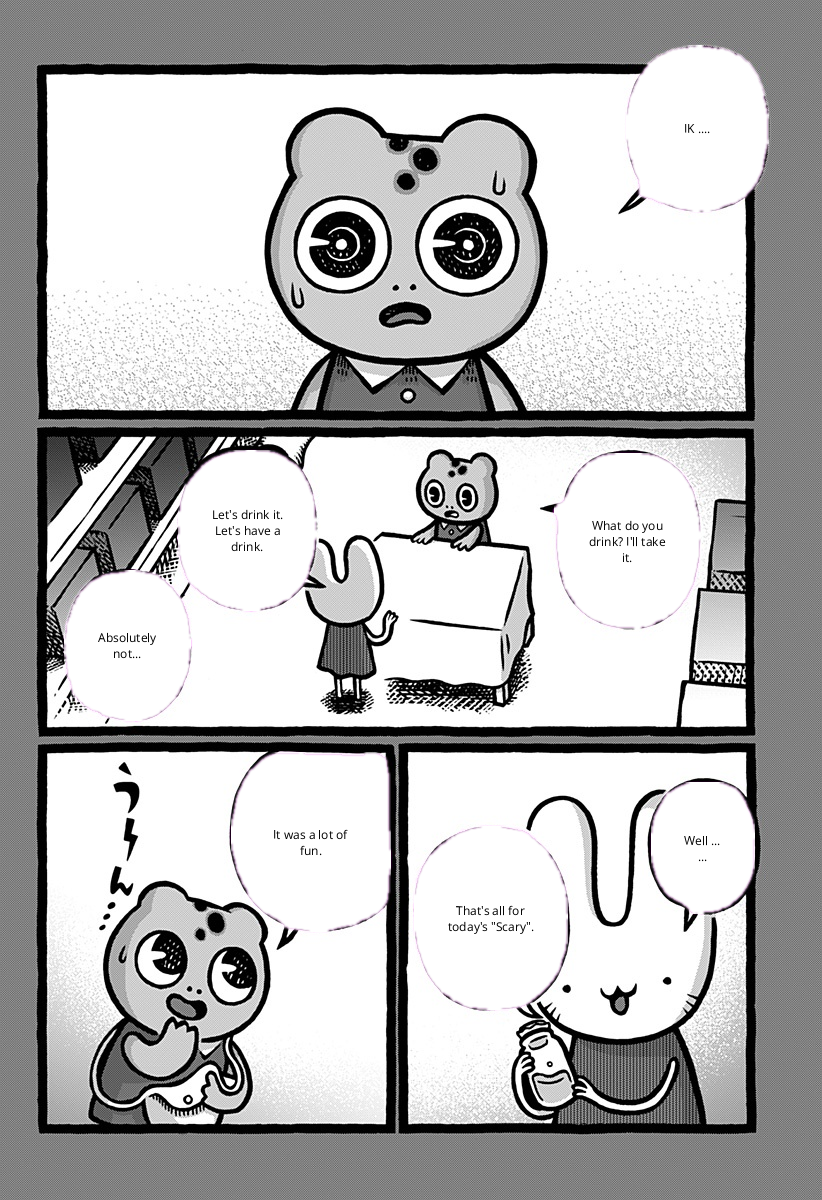 IK ....
What do you
drink? I'll take
it.
Let's drink it.
Let's have a
drink.
Absolutely
not...
Well ...
...
That's all for
today's "Scary".
It was a lot of
fun.
うーん…